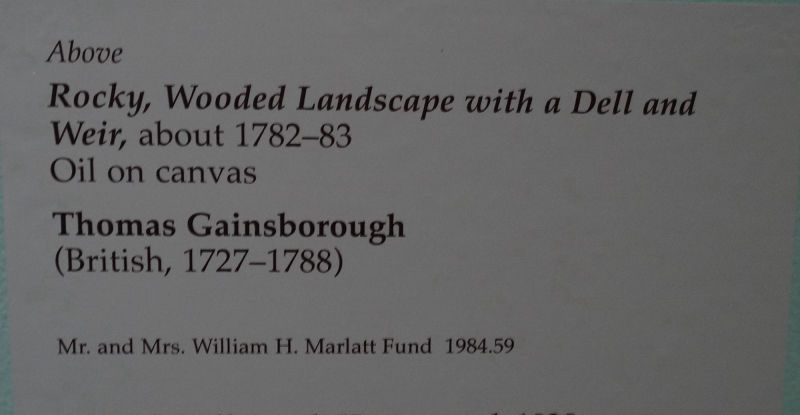 Above
Rocky, Wooded Landscape with a Dell and
Weir, about 1782–83
Oil on canvas
Thomas Gainsborough
(British, 1727–1788)
Mr. and Mrs. William H. Marlatt Fund 1984.59